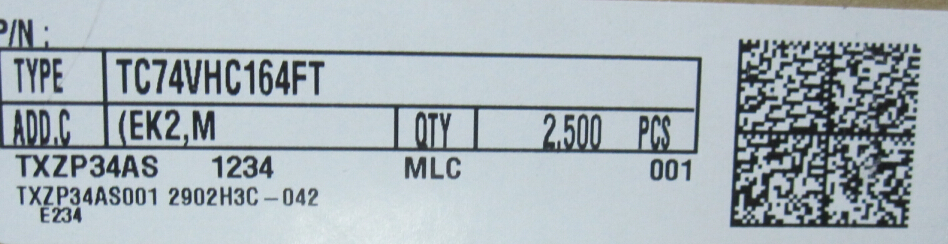 P/N :
TYPE TC74VHC164FT
ADD.C (EK2,M QTY 2,500 PCS
TXZP34AS 1234 MLC 001
TXZP34AS001 2902H3C-042
E234